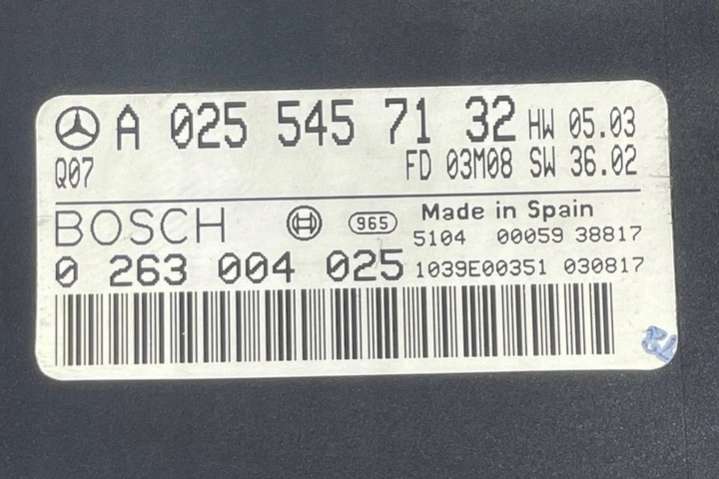 A 025 545 71 32 HW 05.03
Q07 FD 03M08 SW 36.02
BOSCH 965 Made in Spain
5104 00059 38817
0 263 004 025 1039E00351 030817